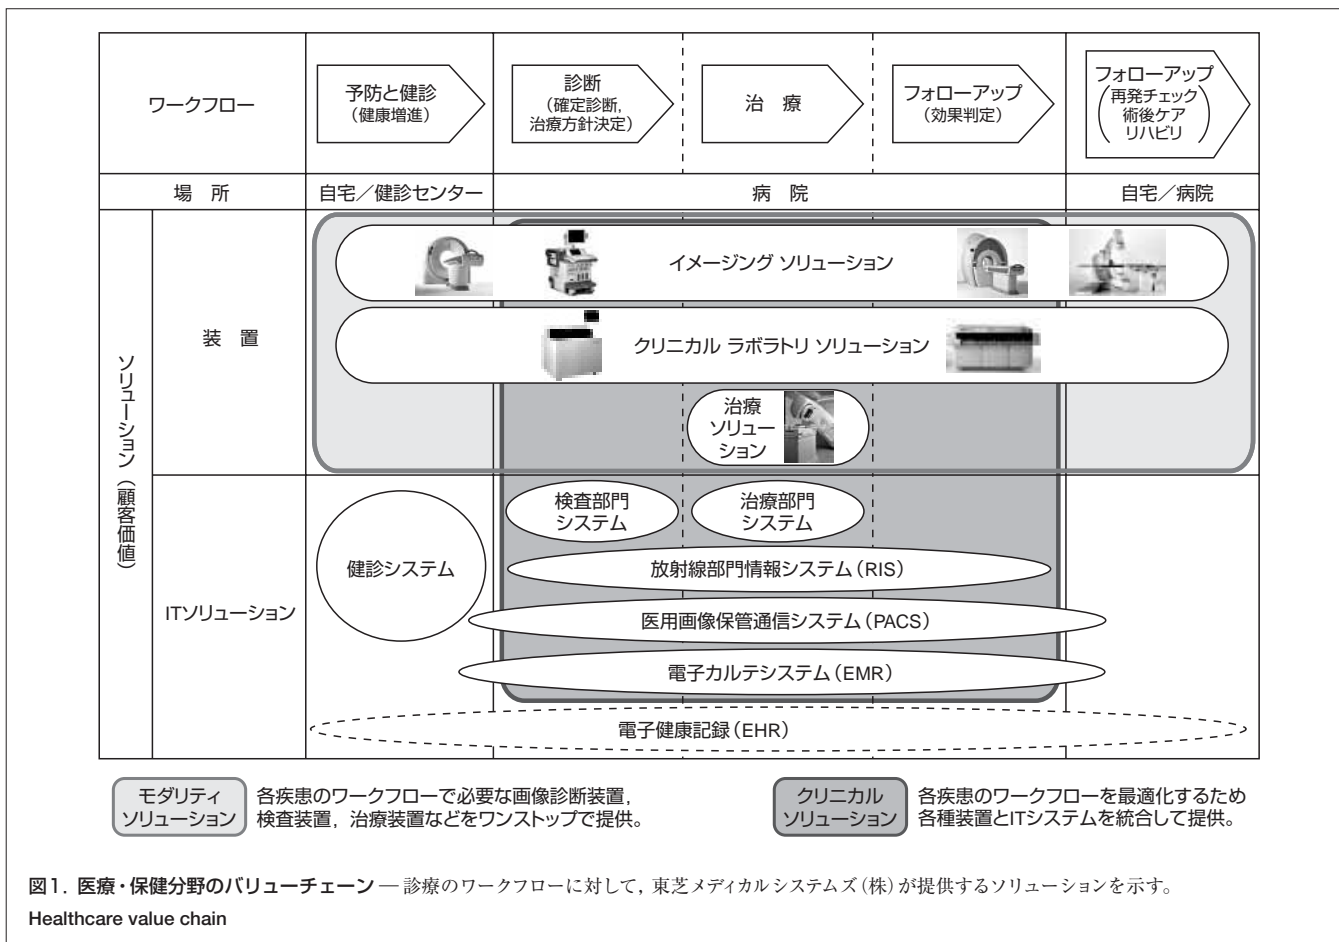 ワークフロー
予防と健診
（健康増進）
診断
（確定診断，
治療方針決定）
治　療
フォローアップ
（効果判定）
フォローアップ
（再発チェック
術後ケア
リハビリ）
場　所
自宅／健診センター
病　院
自宅／病院
ソリューション（顧客価値）
装　置
イメージング ソリューション
クリニカル ラボラトリ ソリューション
治療
ソリュー
ション
ITソリューション
健診システム
検査部門
システム
治療部門
システム
放射線部門情報システム（RIS）
医用画像保管通信システム（PACS）
電子カルテシステム（EMR）
電子健康記録（EHR）
モダリティ
ソリューション
各疾患のワークフローで必要な画像診断装置，
検査装置，治療装置などをワンストップで提供。
クリニカル
ソリューション
各疾患のワークフローを最適化するため
各種装置とITシステムを統合して提供。
図1．医療・保健分野のバリューチェーン — 診療のワークフローに対して，東芝メディカルシステムズ（株）が提供するソリューションを示す。
Healthcare value chain